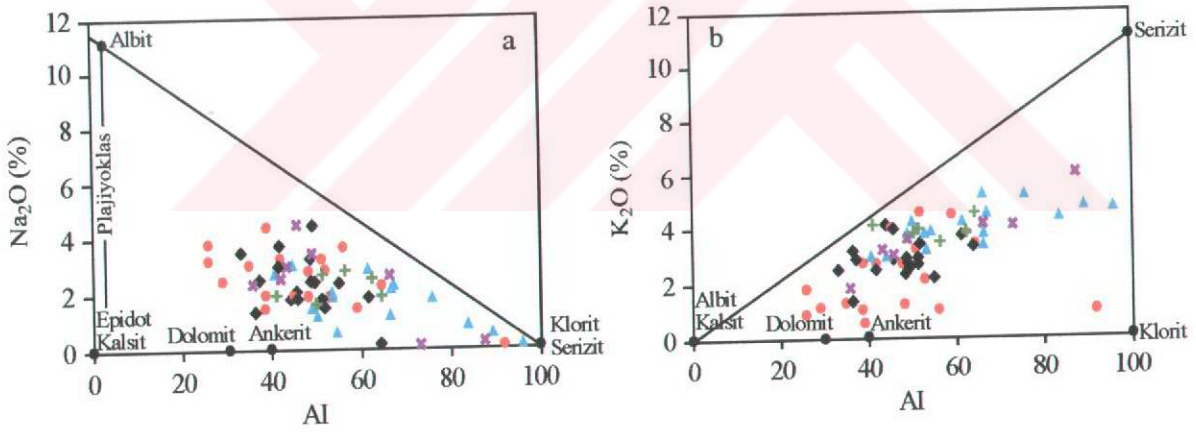 a
Na₂O (%)
12
10
8
6
4
2
0
Albit
Plajiyoklas
Epidot
Kalsit
Dolomit
Ankerit
Klorit
Serizit
0
20
40
60
80
100
AI
b
K₂O (%)
12
10
8
6
4
2
0
Serizit
Albit
Kalsit
Dolomit
Ankerit
Klorit
0
20
40
60
80
100
AI